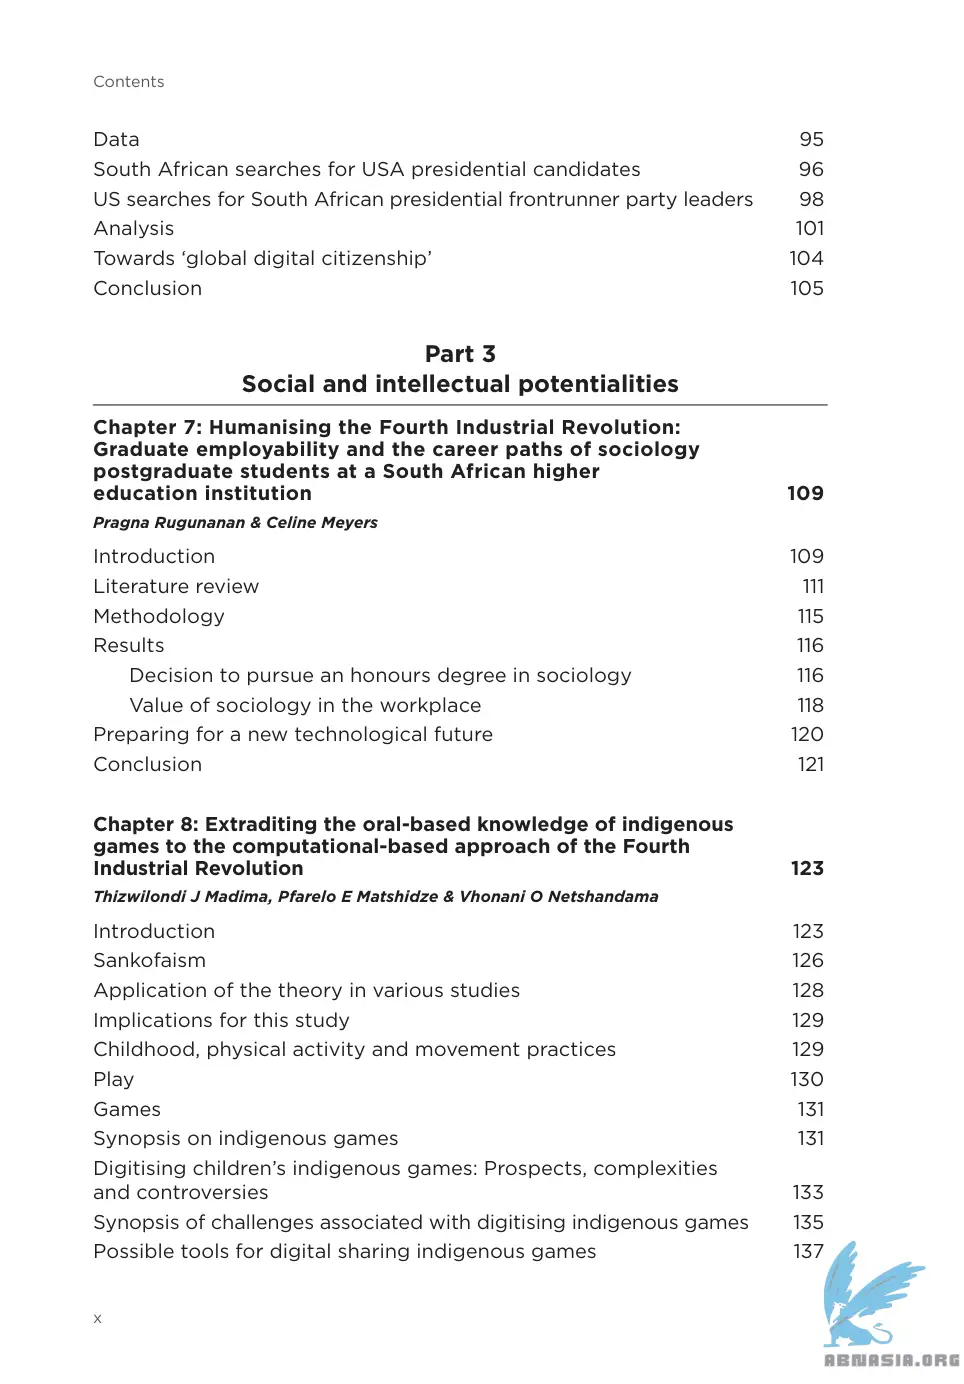 Contents
Data 95
South African searches for USA presidential candidates 96
US searches for South African presidential frontrunner party leaders 98
Analysis 101
Towards ‘global digital citizenship’ 104
Conclusion 105
Part 3
Social and intellectual potentialities
Chapter 7: Humanising the Fourth Industrial Revolution:
Graduate employability and the career paths of sociology
postgraduate students at a South African higher
education institution 109
Pragna Rugunanan & Celine Meyers
Introduction 109
Literature review 111
Methodology 115
Results 116
Decision to pursue an honours degree in sociology 116
Value of sociology in the workplace 118
Preparing for a new technological future 120
Conclusion 121
Chapter 8: Extraditing the oral-based knowledge of indigenous
games to the computational-based approach of the Fourth
Industrial Revolution 123
Thizwilondi J Madima, Pfarelo E Matshidze & Vhonani O Netshandama
Introduction 123
Sankofaism 126
Application of the theory in various studies 128
Implications for this study 129
Childhood, physical activity and movement practices 129
Play 130
Games 131
Synopsis on indigenous games 131
Digitising children’s indigenous games: Prospects, complexities
and controversies 133
Synopsis of challenges associated with digitising indigenous games 135
Possible tools for digital sharing indigenous games 137
x
ABNASIA.ORG